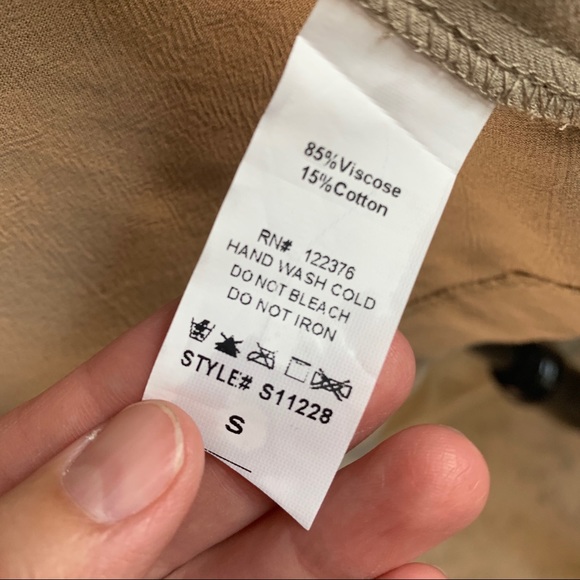 85%Viscose
15%Cotton
RN# 122376
HAND WASH COLD
DO NOT BLEACH
DO NOT IRON
STYLE# S11228
S